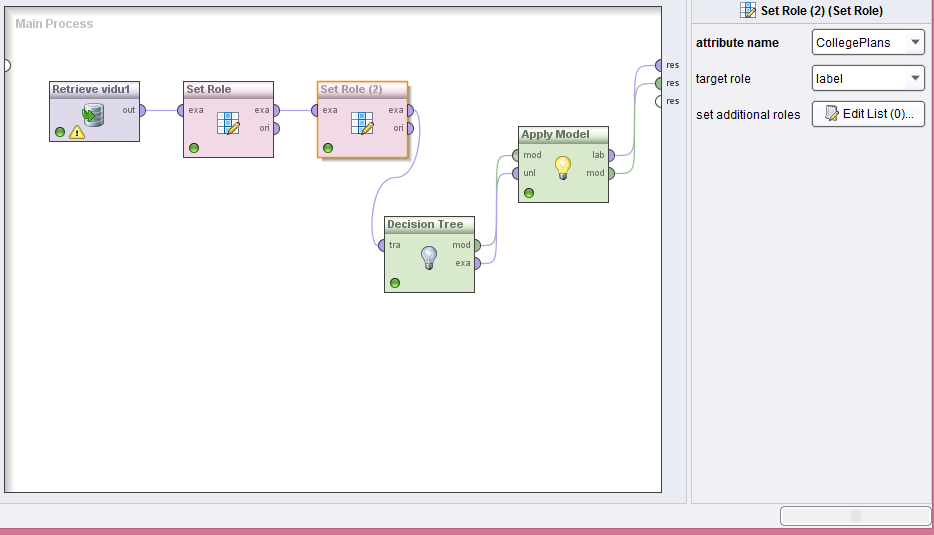 Main Process
Retrieve vidu1
out
Set Role
exa
exa
ori
Set Role (2)
exa
exa
ori
Apply Model
mod
lab
unl
mod
Decision Tree
tra
mod
exa
res
res
res
Set Role (2) (Set Role)
attribute name
CollegePlans
target role
label
set additional roles
Edit List (0)...